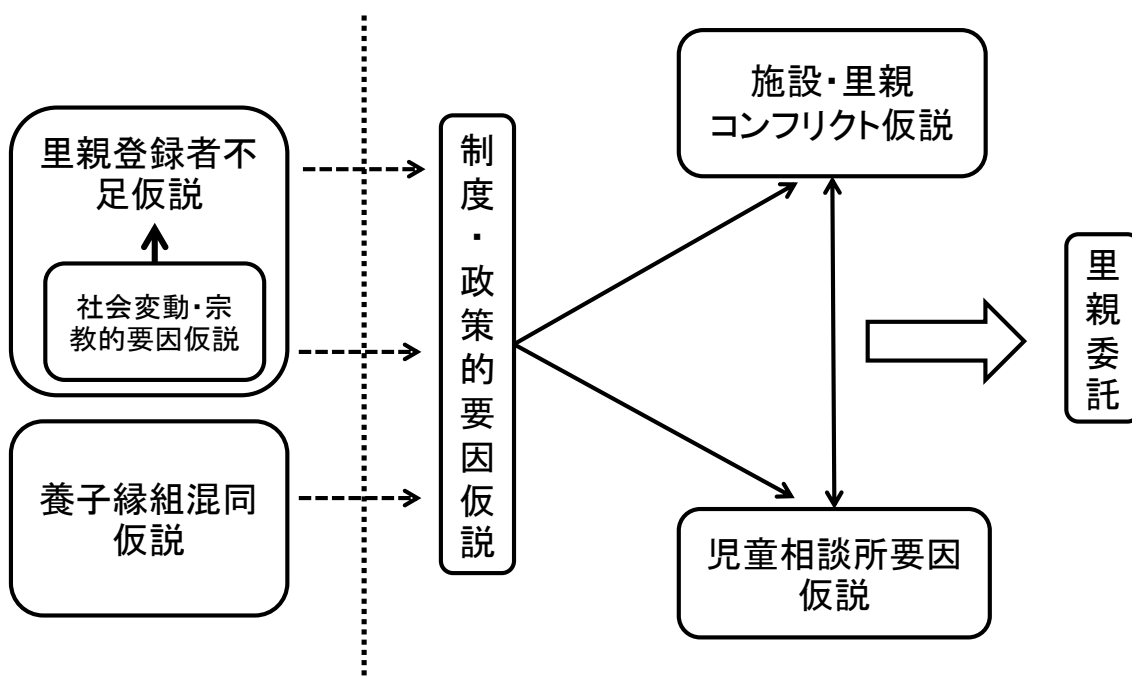 里親登録者不
足仮説
社会変動・宗
教的要因仮説
養子縁組混同
仮説
制度・政策的要因仮説
施設・里親
コンフリクト仮説
児童相談所要因
仮説
里親委託